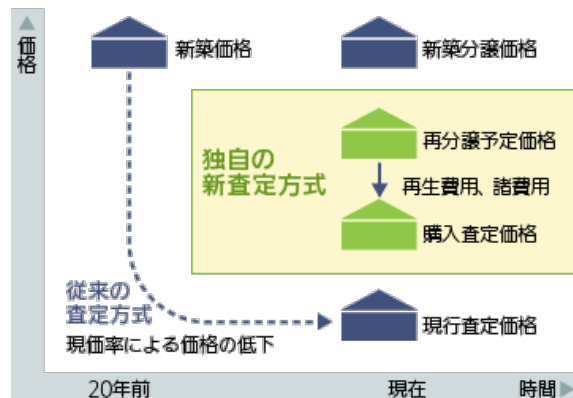 価格
新築価格
新築分譲価格
独自の
新査定方式
再分譲予定価格
再生費用、諸費用
購入査定価格
従来の
査定方式
現価率による価格の低下
現行査定価格
20年前
現在
時間